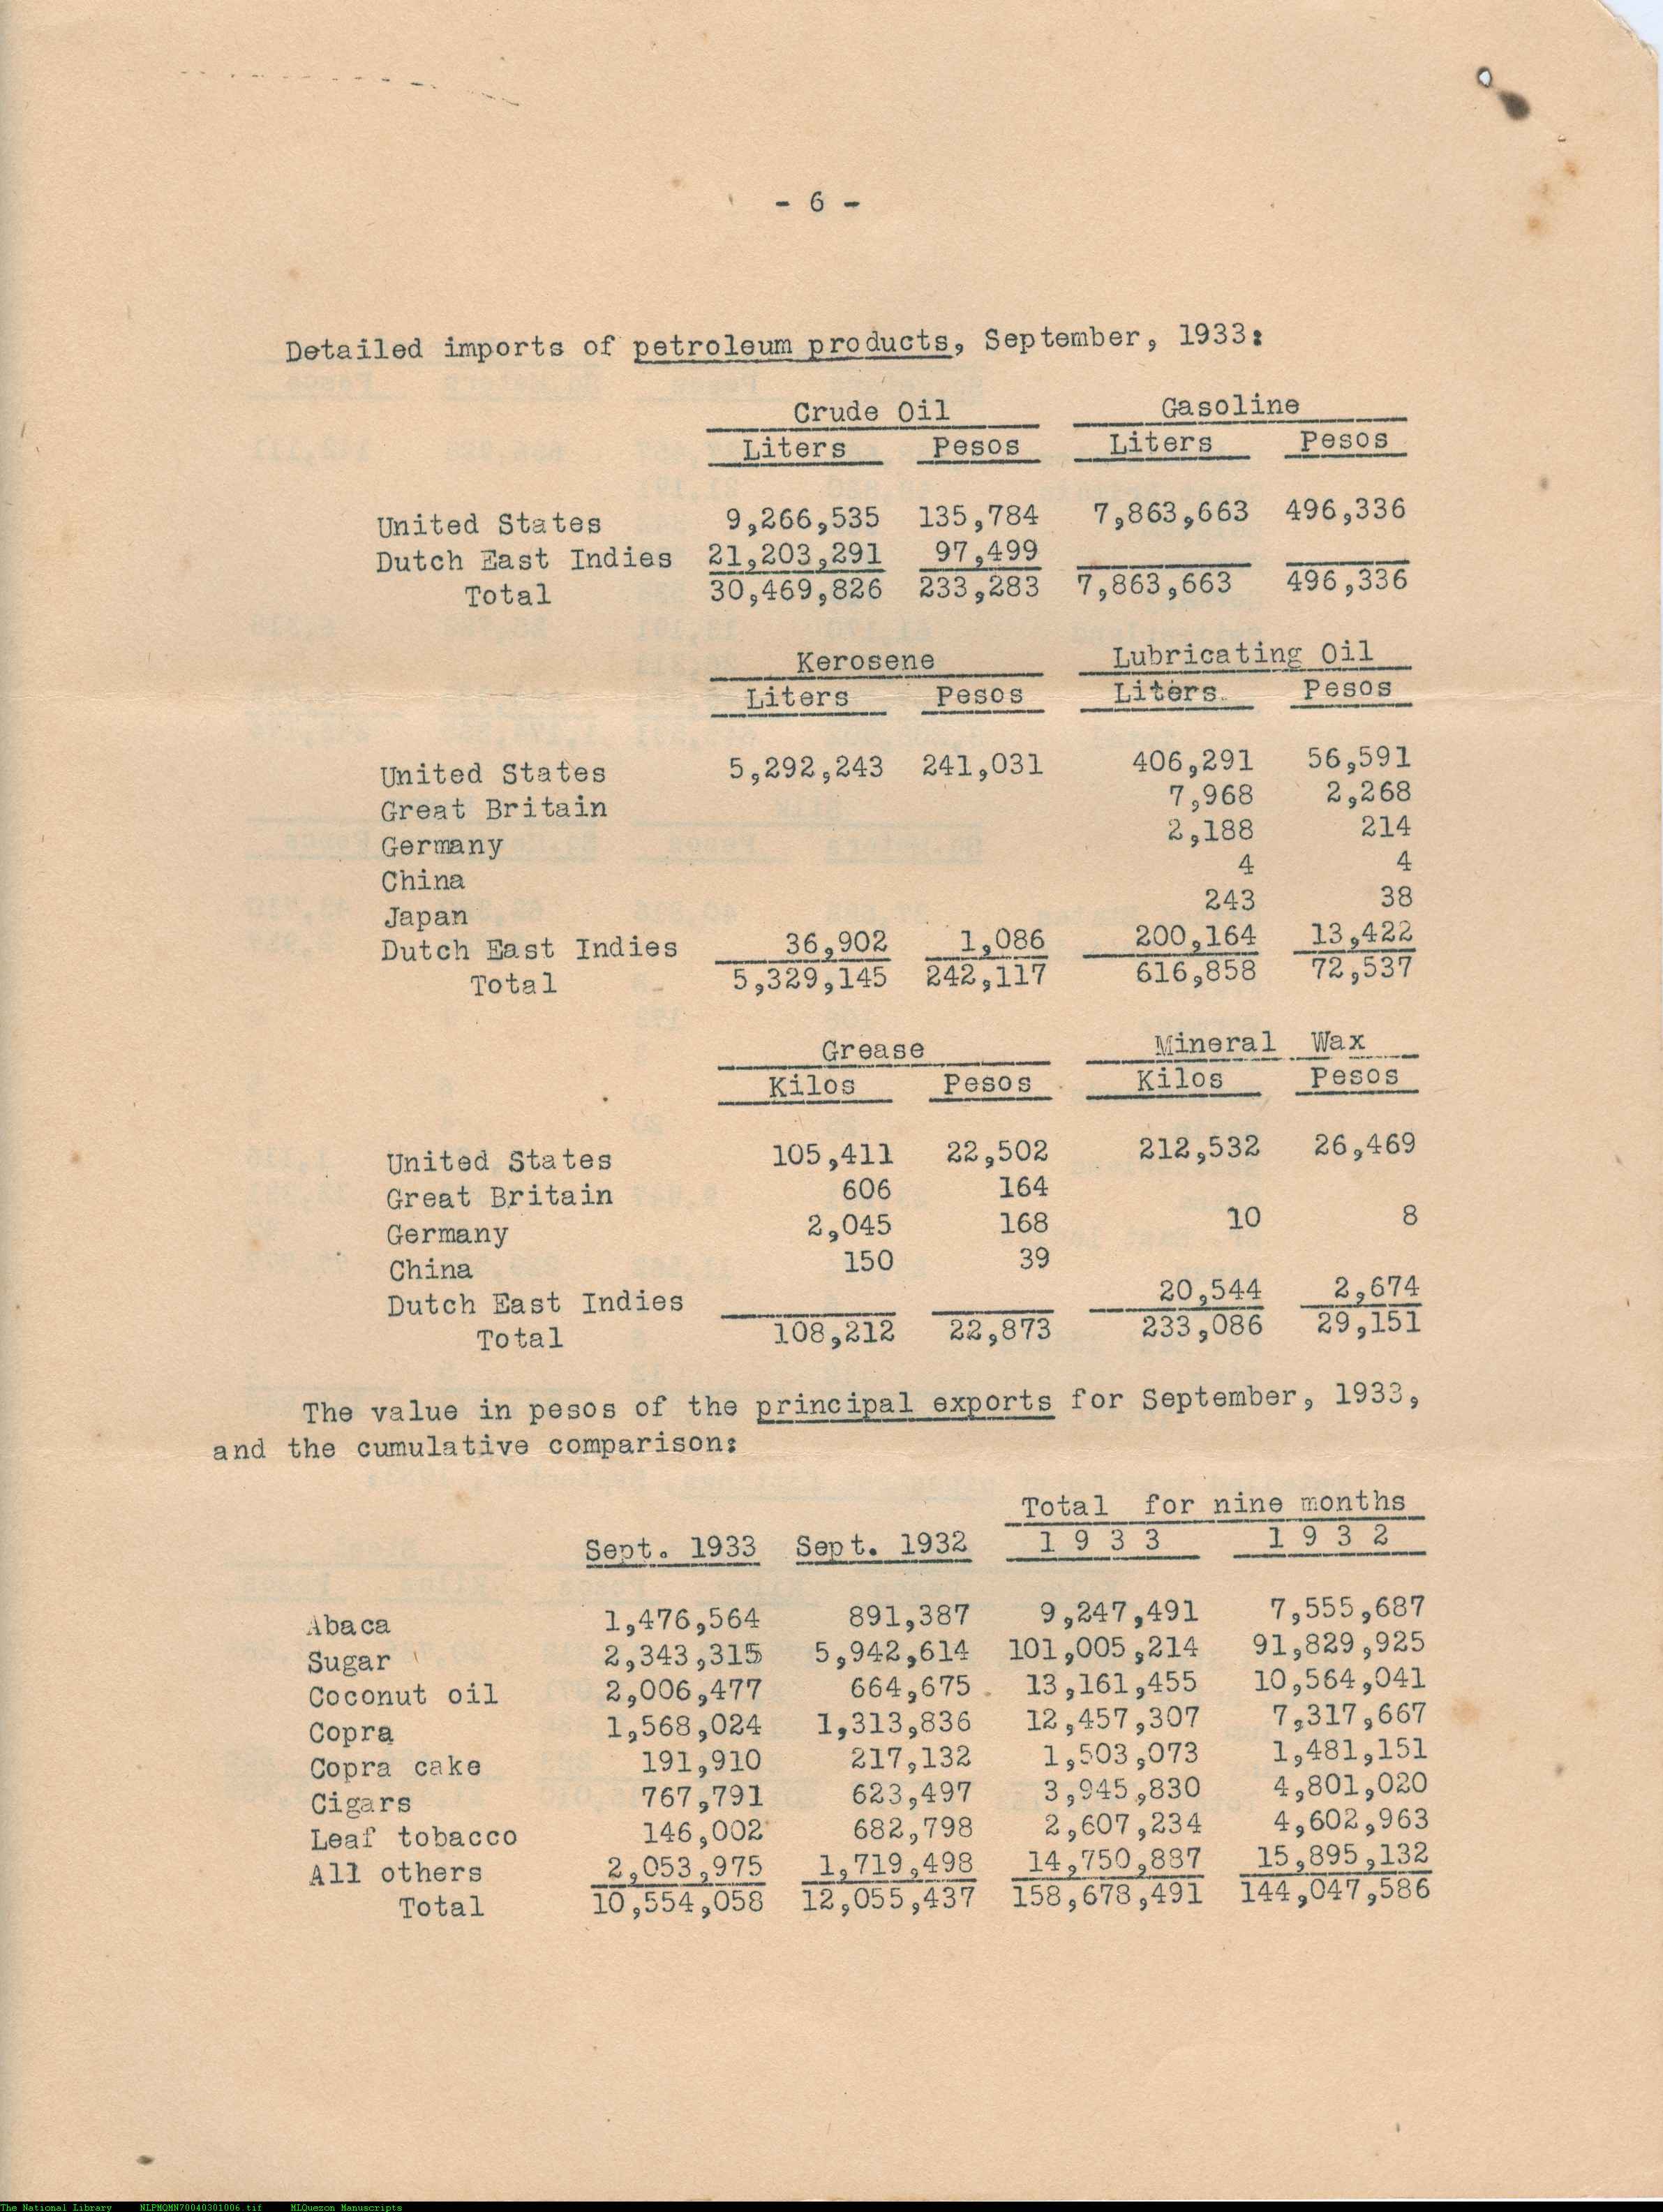 - 6 -
Detailed imports of petroleum products, September, 1933:
Crude Oil Gasoline
Liters Pesos Liters Pesos
United States 9,266,535 135,784 7,863,663 496,336
Dutch East Indies 21,203,291 97,499
Total 30,469,826 233,283 7,863,663 496,336
Kerosene Lubricating Oil
Liters Pesos Liters Pesos
United States 5,292,243 241,031 406,291 56,591
Great Britain 7,968 2,268
Germany 2,188 214
China 4 4
Japan 243 38
Dutch East Indies 36,902 1,086 200,164 13,422
Total 5,329,145 242,117 616,858 72,537
Grease Mineral Wax
Kilos Pesos Kilos Pesos
United States 105,411 22,502 212,532 26,469
Great Britain 606 164
Germany 2,045 168 10 8
China 150 39
Dutch East Indies 20,544 2,674
Total 108,212 22,873 233,086 29,151
The value in pesos of the principal exports for September, 1933,
and the cumulative comparison:
Total for nine months
Sept. 1933 Sept. 1932 1 9 3 3 1 9 3 2
Abaca 1,476,564 891,387 9,247,491 7,555,687
Sugar 2,343,315 5,942,614 101,005,214 91,829,925
Coconut oil 2,006,477 664,675 13,161,455 10,564,041
Copra 1,568,024 1,313,836 12,457,307 7,317,667
Copra cake 191,910 217,132 1,503,073 1,481,151
Cigars 767,791 623,497 3,945,830 4,801,020
Leaf tobacco 146,002 682,798 2,607,234 4,602,963
All others 2,053,975 1,719,498 14,750,887 15,895,132
Total 10,554,058 12,055,437 158,678,491 144,047,586
The National Library NLPMQMN70040301006.tif MLQuezon Manuscripts